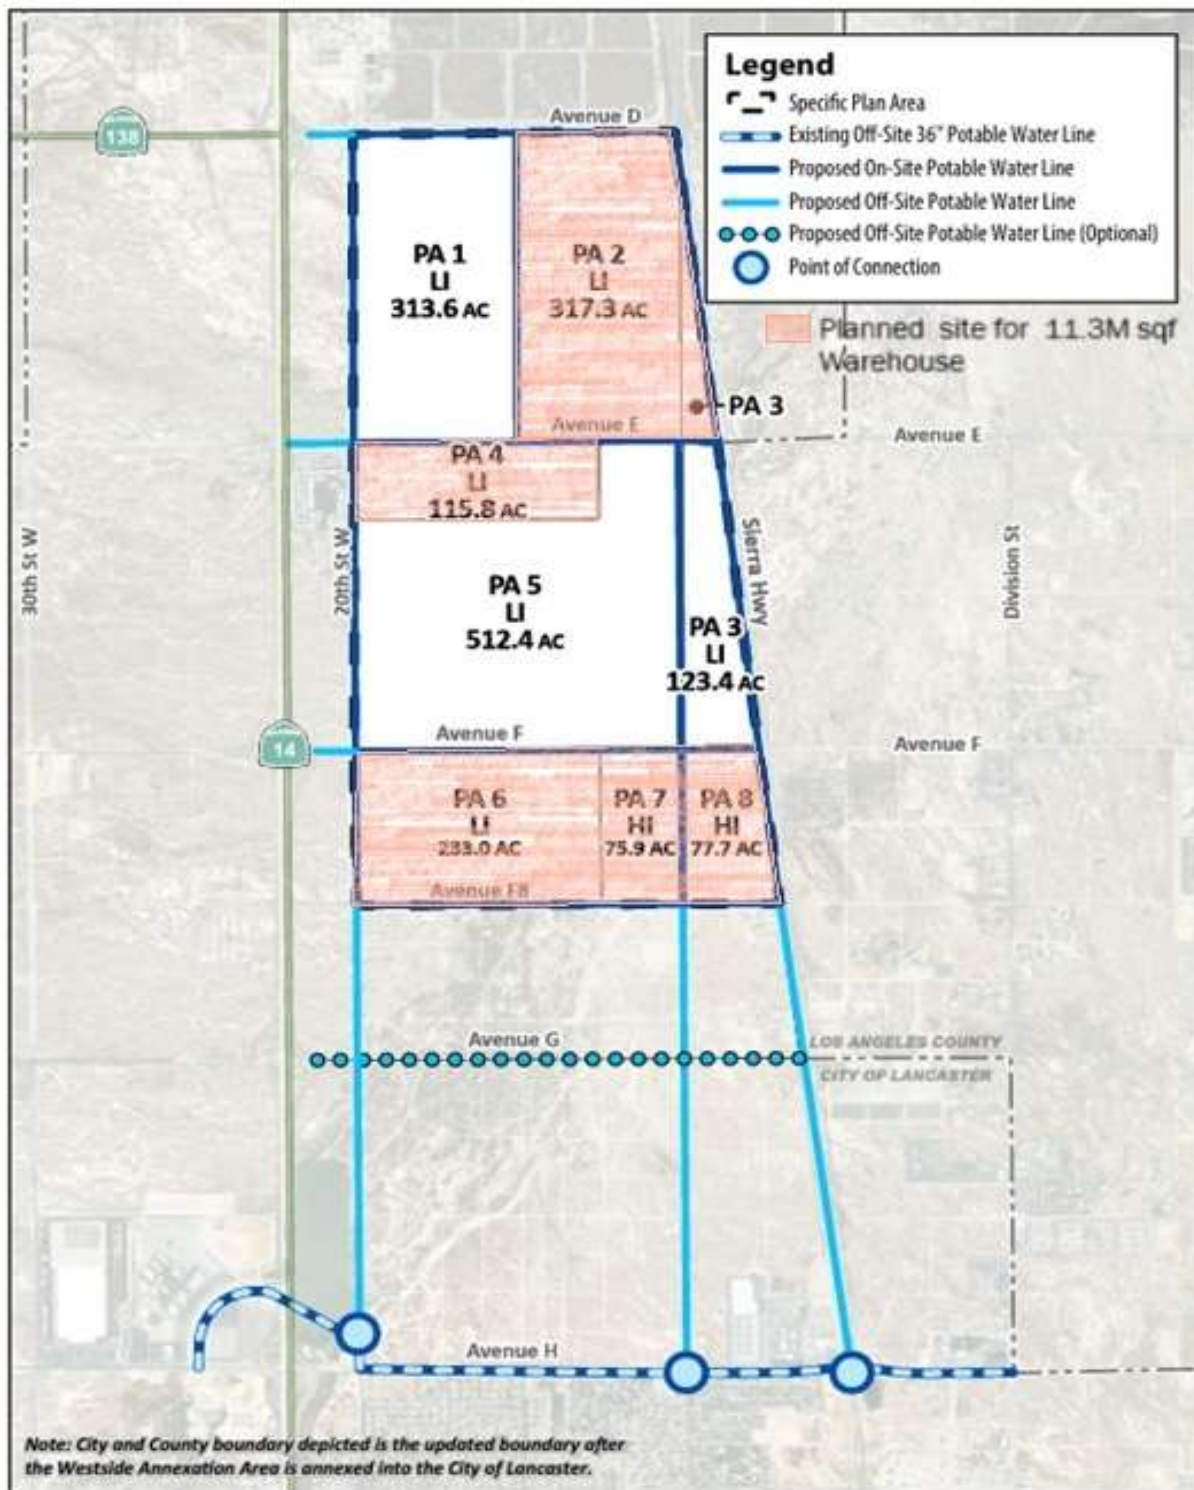 Legend
Specific Plan Area
Existing Off-Site 36" Potable Water Line
Proposed On-Site Potable Water Line
Proposed Off-Site Potable Water Line
Proposed Off-Site Potable Water Line (Optional)
Point of Connection
Planned site for 11.3M sqf
Warehouse
138
Avenue D
PA 1
LI
313.6 AC
PA 2
LI
317.3 AC
PA 3
Avenue E
Avenue E
PA 4
LI
115.8 AC
30th St W
20th St W
PA 5
LI
512.4 AC
Sierra Hwy
Division St
PA 3
LI
123.4 AC
14
Avenue F
Avenue F
PA 6
LI
233.0 AC
PA 7
HI
75.9 AC
PA 8
HI
77.7 AC
Avenue F8
Avenue G
LOS ANGELES COUNTY
CITY OF LANCASTER
Avenue H
Note: City and County boundary depicted is the updated boundary after
the Westside Annexation Area is annexed into the City of Lancaster.